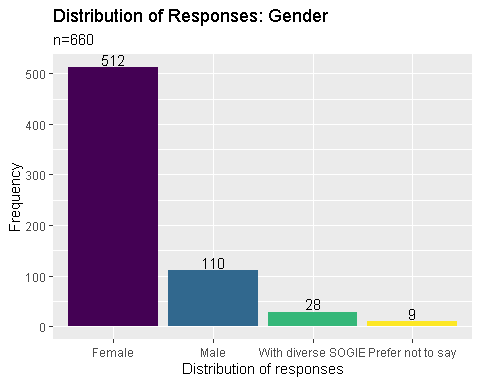 Distribution of Responses: Gender
n=660
Frequency
500
400
300
200
100
0
512
110
28
9
Female
Male
With diverse SOGIE
Prefer not to say
Distribution of responses